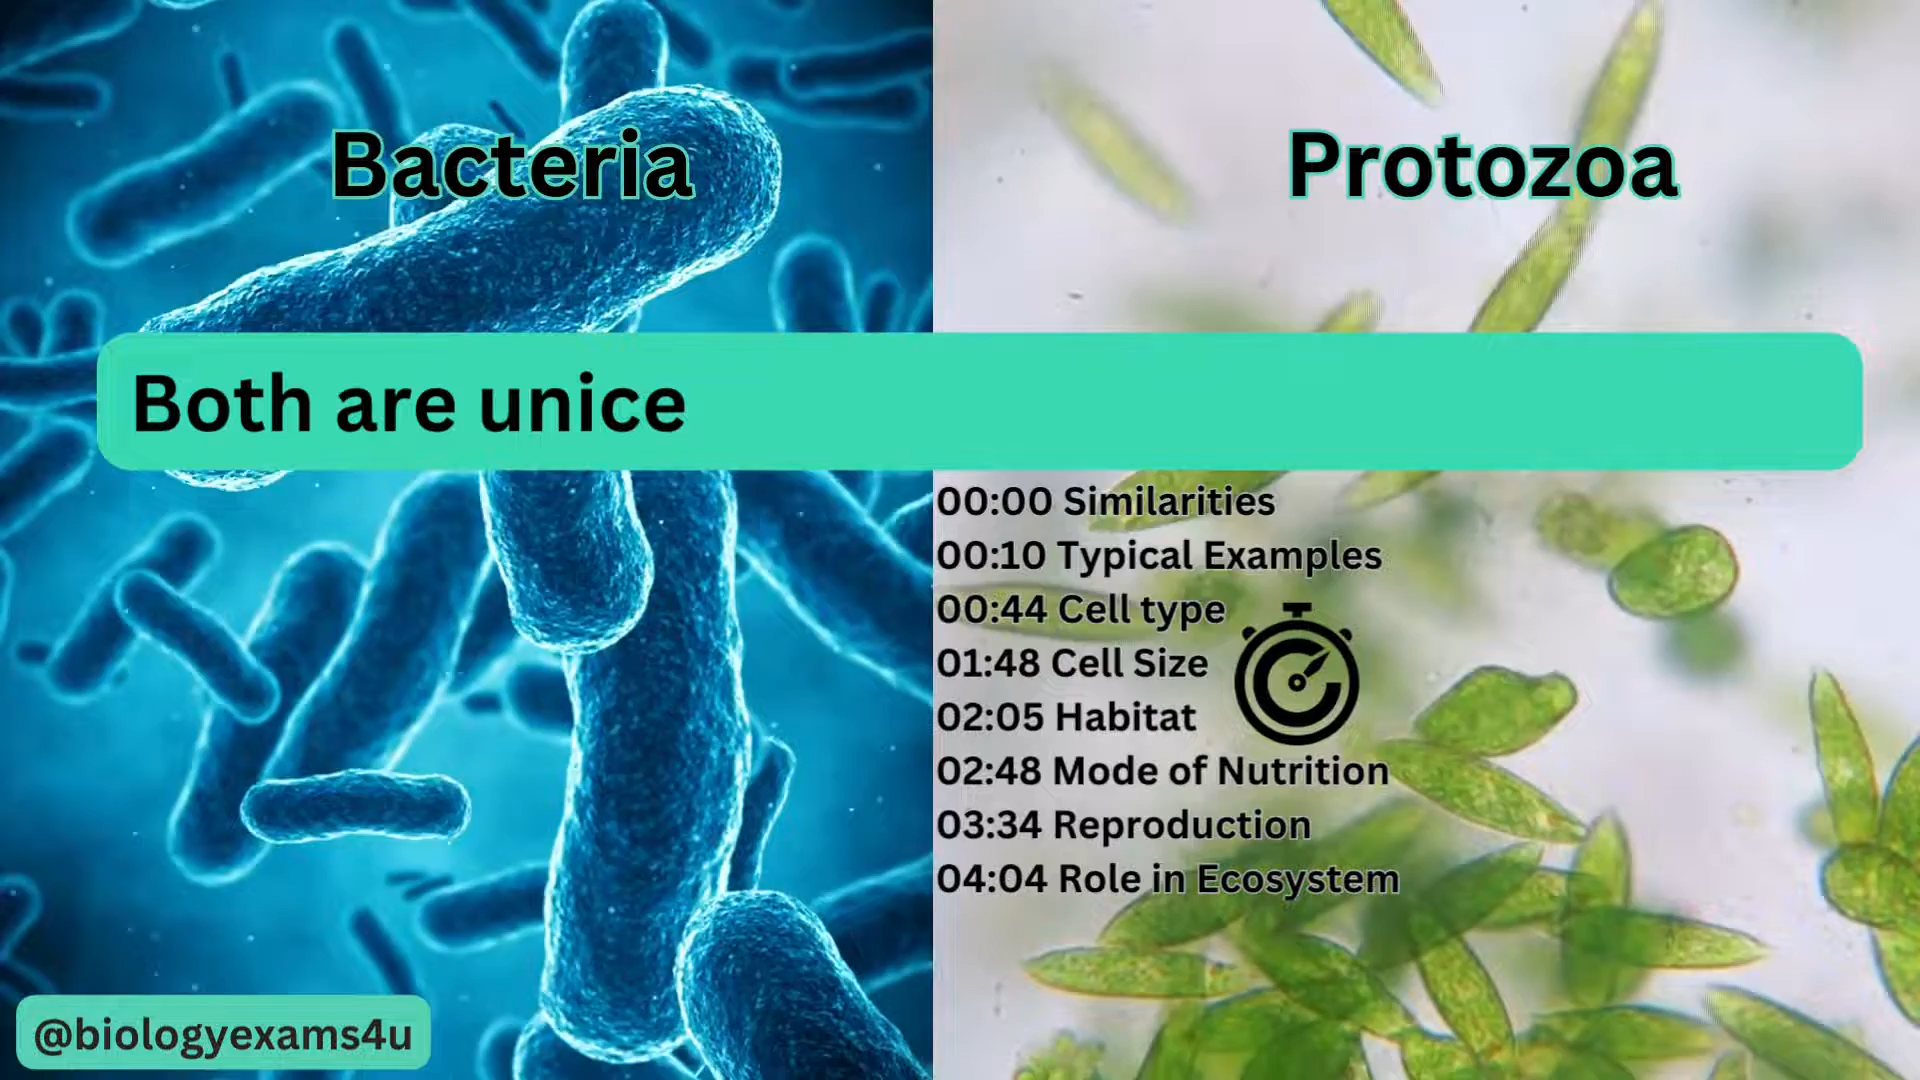 Bacteria
Protozoa
Both are unice
00:00 Similarities
00:10 Typical Examples
00:44 Cell type
01:48 Cell Size
02:05 Habitat
02:48 Mode of Nutrition
03:34 Reproduction
04:04 Role in Ecosystem
@biologyexams4u